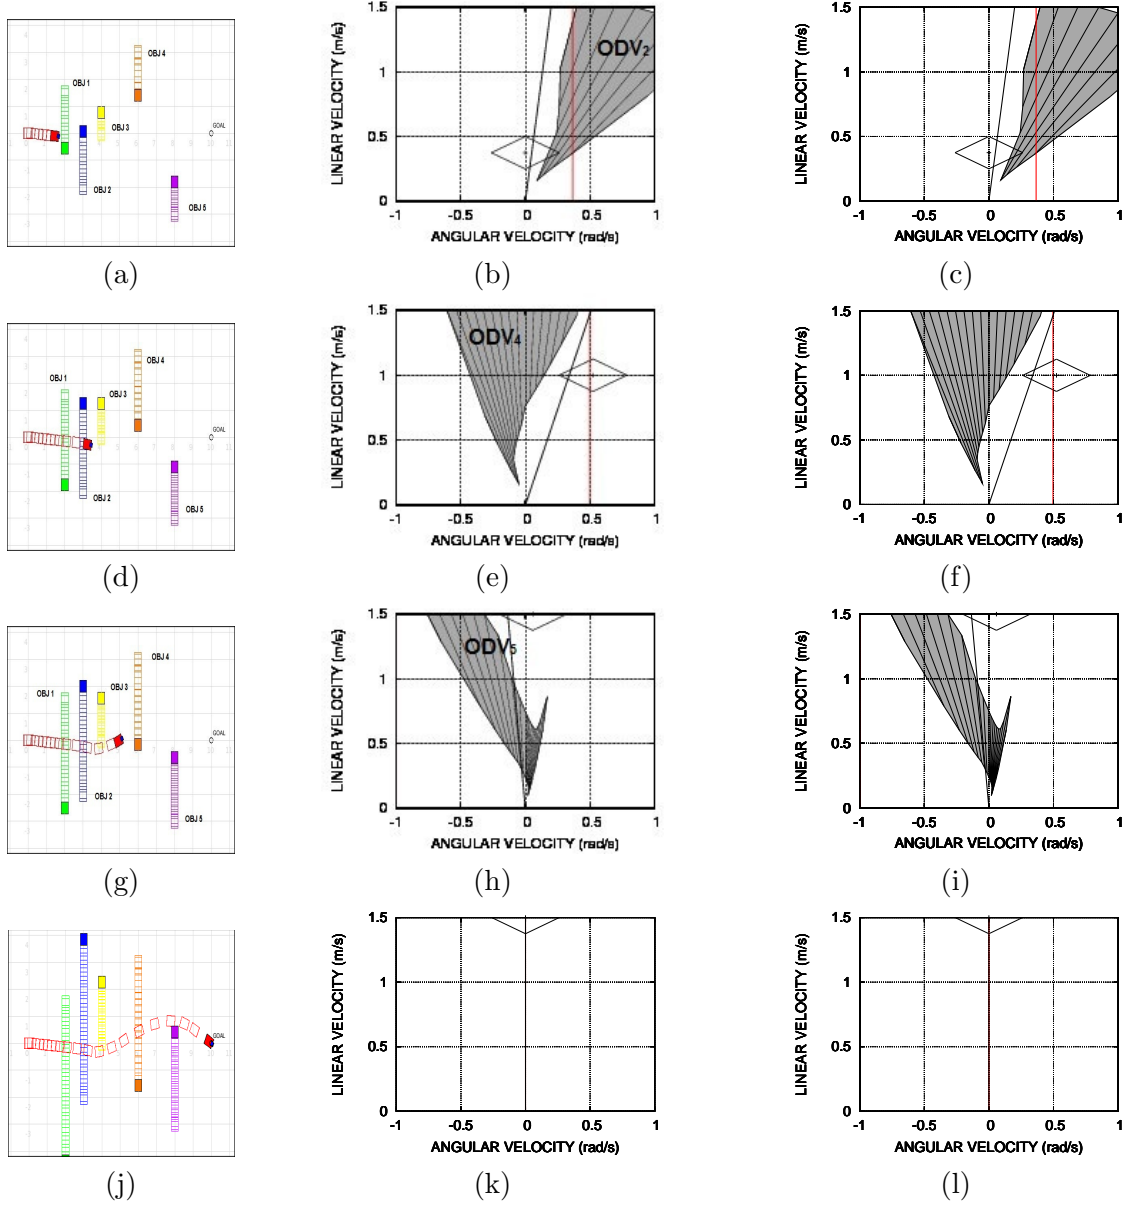 OBJ 4
OBJ 1
GOAL
OBJ 3
OBJ 2
OBJ 5
(a)
LINEAR VELOCITY (m/s)
1.5
1
0.5
0
ODV2
-1 -0.5 0 0.5 1
ANGULAR VELOCITY (rad/s)
(b)
LINEAR VELOCITY (m/s)
1.5
1
0.5
0
-1 -0.5 0 0.5 1
ANGULAR VELOCITY (rad/s)
(c)
OBJ 4
OBJ 1
OBJ 3
GOAL
OBJ 2
OBJ 5
(d)
LINEAR VELOCITY (m/s)
1.5
1
0.5
0
ODV4
-1 -0.5 0 0.5 1
ANGULAR VELOCITY (rad/s)
(e)
LINEAR VELOCITY (m/s)
1.5
1
0.5
0
-1 -0.5 0 0.5 1
ANGULAR VELOCITY (rad/s)
(f)
OBJ 4
OBJ 1
OBJ 3
GOAL
OBJ 2
OBJ 5
(g)
LINEAR VELOCITY (m/s)
1.5
1
0.5
0
ODV5
-1 -0.5 0 0.5 1
ANGULAR VELOCITY (rad/s)
(h)
LINEAR VELOCITY (m/s)
1.5
1
0.5
0
-1 -0.5 0 0.5 1
ANGULAR VELOCITY (rad/s)
(i)
GOAL
(j)
LINEAR VELOCITY (m/s)
1.5
1
0.5
0
-1 -0.5 0 0.5 1
ANGULAR VELOCITY (rad/s)
(k)
LINEAR VELOCITY (m/s)
1.5
1
0.5
0
-1 -0.5 0 0.5 1
ANGULAR VELOCITY (rad/s)
(l)